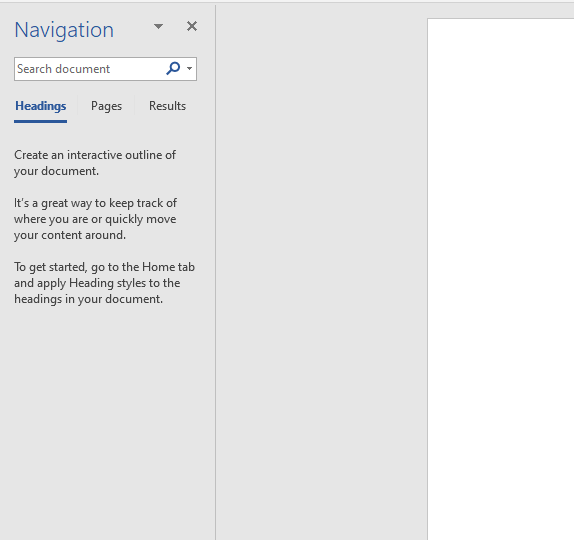 Navigation
Search document
Headings Pages Results
Create an interactive outline of
your document.
It's a great way to keep track of
where you are or quickly move
your content around.
To get started, go to the Home tab
and apply Heading styles to the
headings in your document.